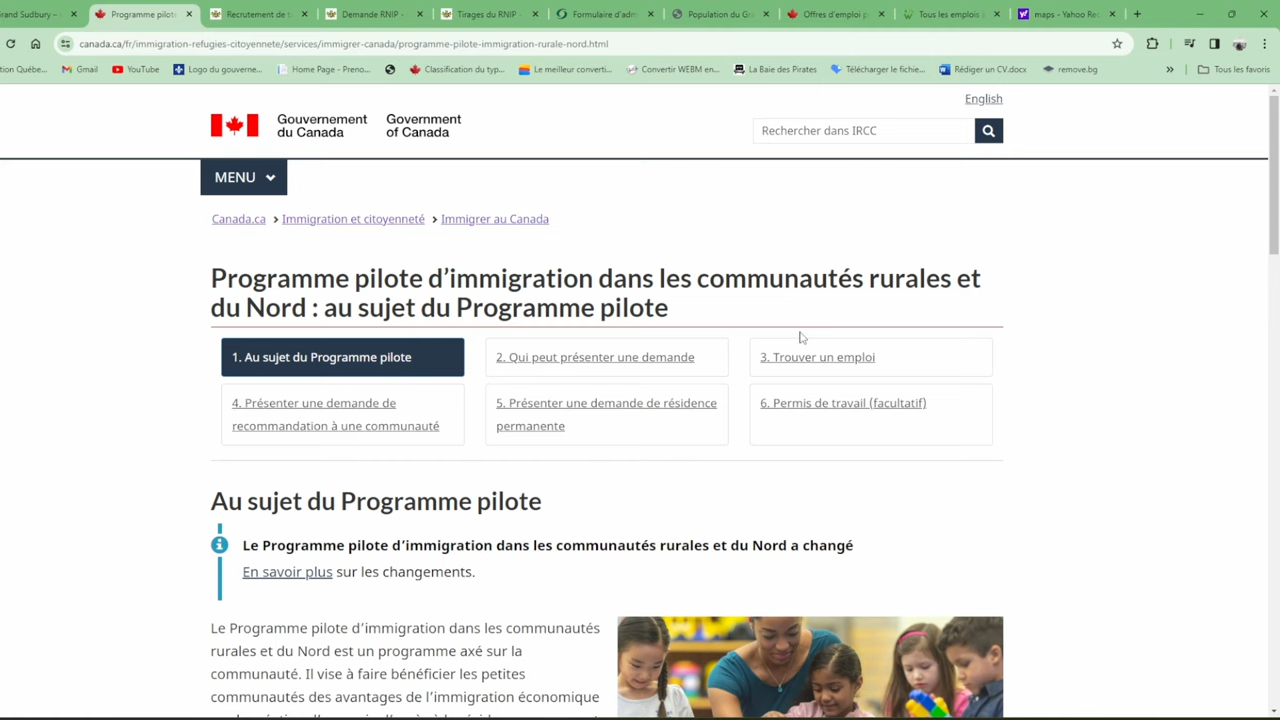 Grand Sudbury –
Programme pilote
Recrutement de t
Demande RNIP -
Tirages du RNIP -
Formulaire d'adm
Population du Gr
Offres d'emploi p
Tous les emplois a
maps - Yahoo Rec
canada.ca/fr/immigration-refugies-citoyennete/services/immigrer-canada/programme-pilote-immigration-rurale-nord.html
tion Québe...
Gmail
YouTube
Logo du gouverne...
Home Page - Preno...
Classification du typ...
Le meilleur converti...
Convertir WEBM en...
La Baie des Pirates
Télécharger le fichie...
Rédiger un CV.docx
remove.bg
»
Tous les favoris
English
Gouvernement
du Canada
Government
of Canada
Rechercher dans IRCC
MENU
Canada.ca > Immigration et citoyenneté > Immigrer au Canada
Programme pilote d'immigration dans les communautés rurales et
du Nord : au sujet du Programme pilote
1. Au sujet du Programme pilote
2. Qui peut présenter une demande
3. Trouver un emploi
4. Présenter une demande de
recommandation à une communauté
5. Présenter une demande de résidence
permanente
6. Permis de travail (facultatif)
Au sujet du Programme pilote
Le Programme pilote d'immigration dans les communautés rurales et du Nord a changé
En savoir plus sur les changements.
Le Programme pilote d'immigration dans les communautés
rurales et du Nord est un programme axé sur la
communauté. Il vise à faire bénéficier les petites
communautés des avantages de l'immigration économique